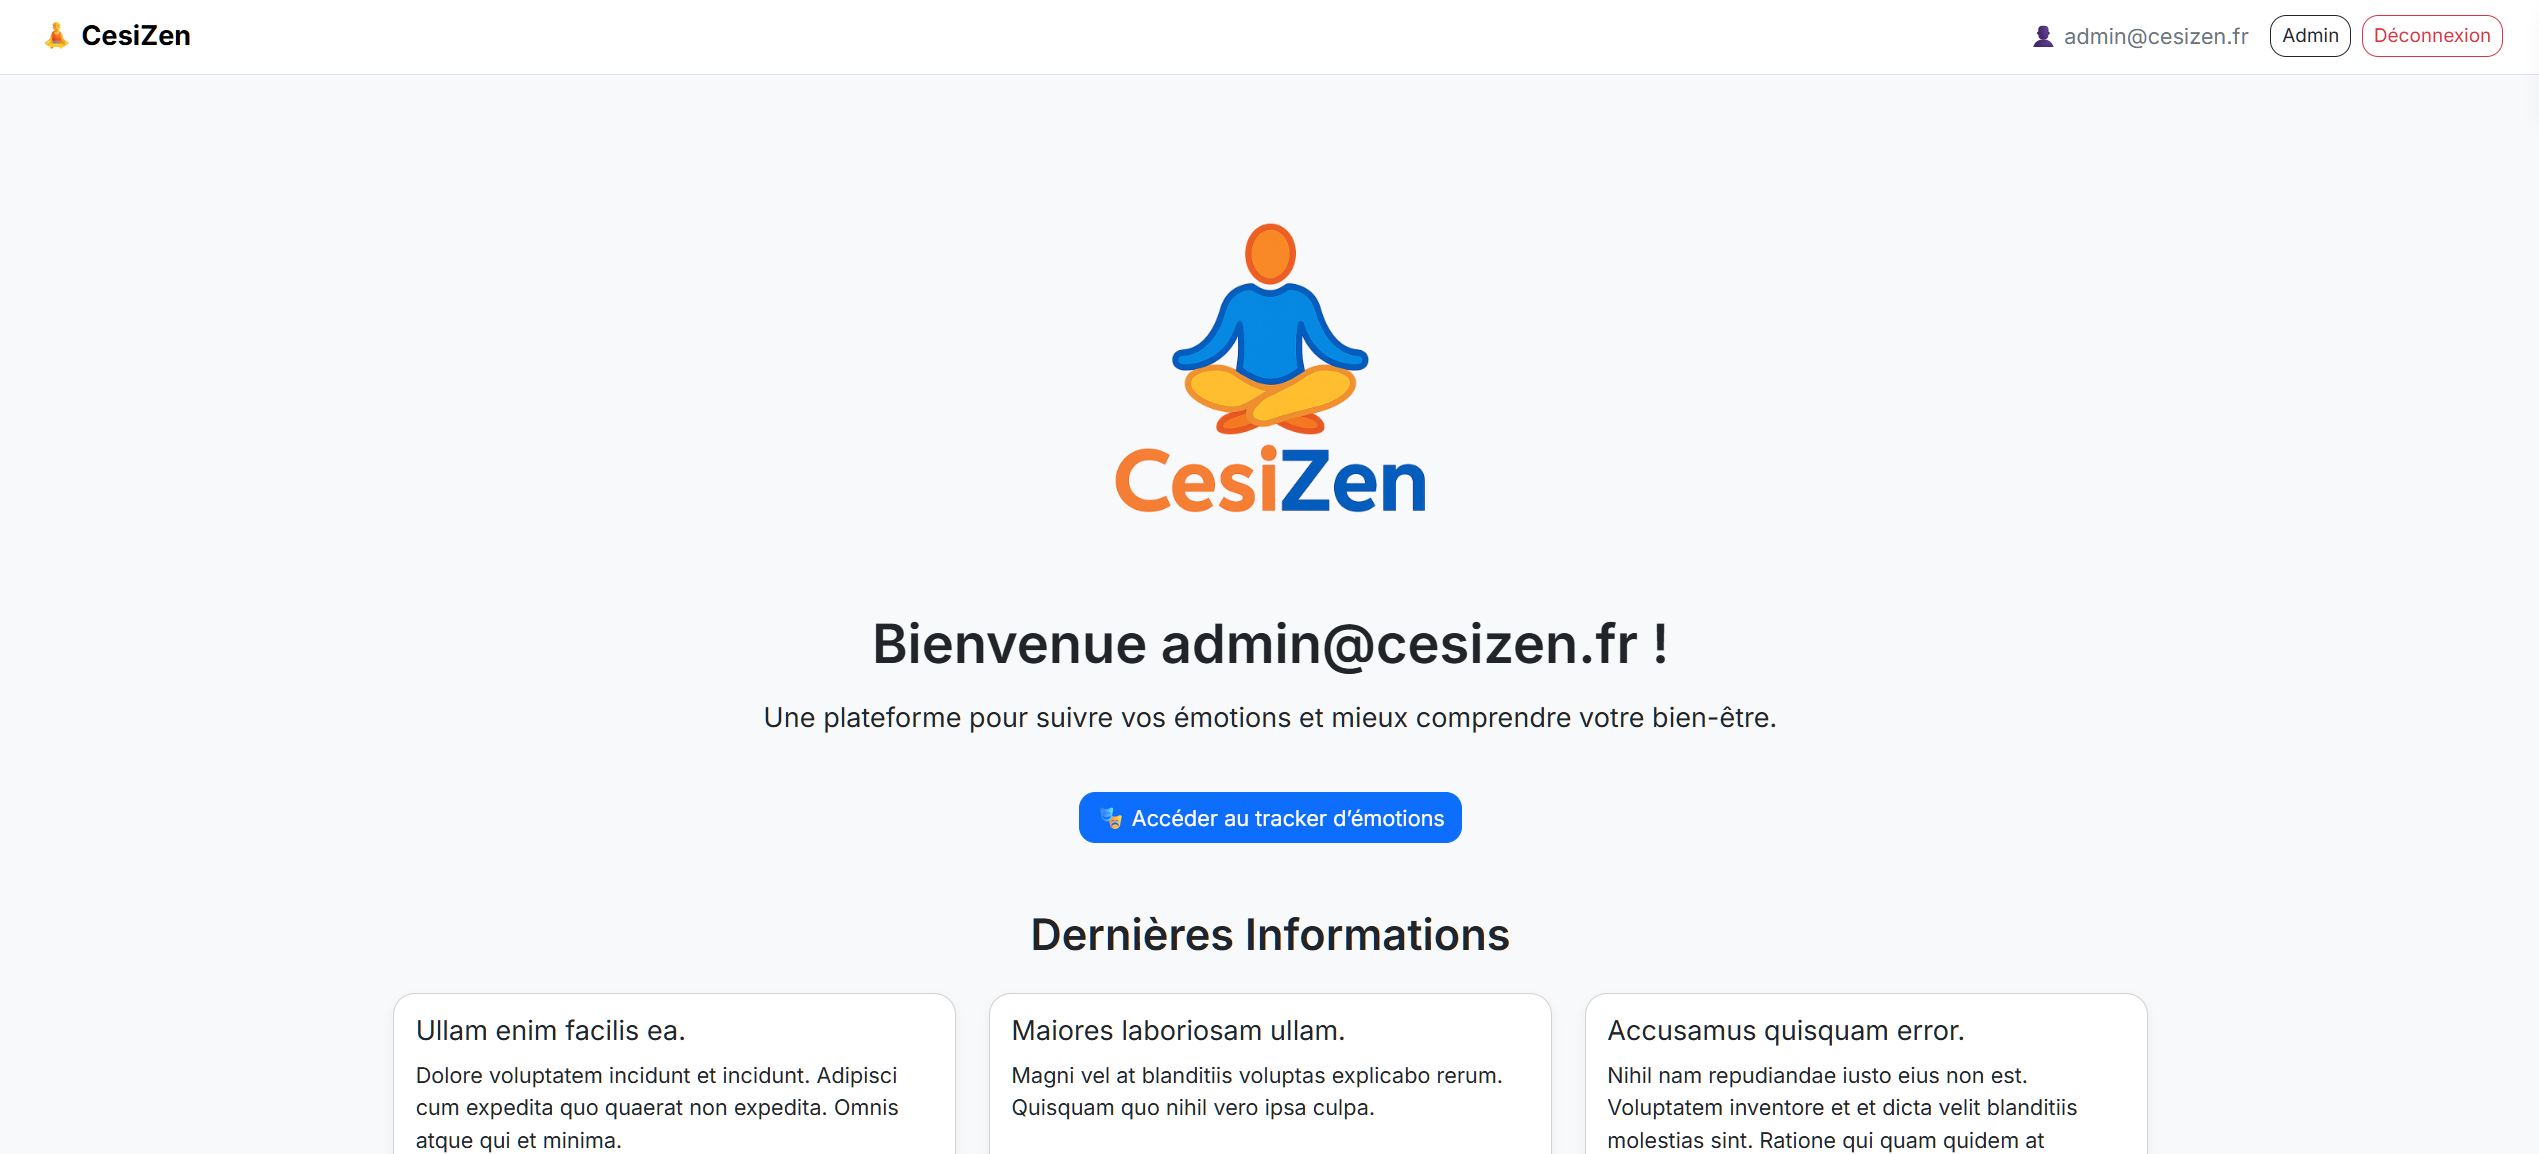 CesiZen
admin@cesizen.fr Admin Déconnexion
CesiZen
Bienvenue admin@cesizen.fr !
Une plateforme pour suivre vos émotions et mieux comprendre votre bien-être.
Accéder au tracker d’émotions
Dernières Informations
Ullam enim facilis ea.
Dolore voluptatem incidunt et incidunt. Adipisci
cum expedita quo quaerat non expedita. Omnis
atque qui et minima.
Maiores laboriosam ullam.
Magni vel at blanditiis voluptas explicabo rerum.
Quisquam quo nihil vero ipsa culpa.
Accusamus quisquam error.
Nihil nam repudiandae iusto eius non est.
Voluptatem inventore et et dicta velit blanditiis
molestias sint. Ratione qui quam quidem at